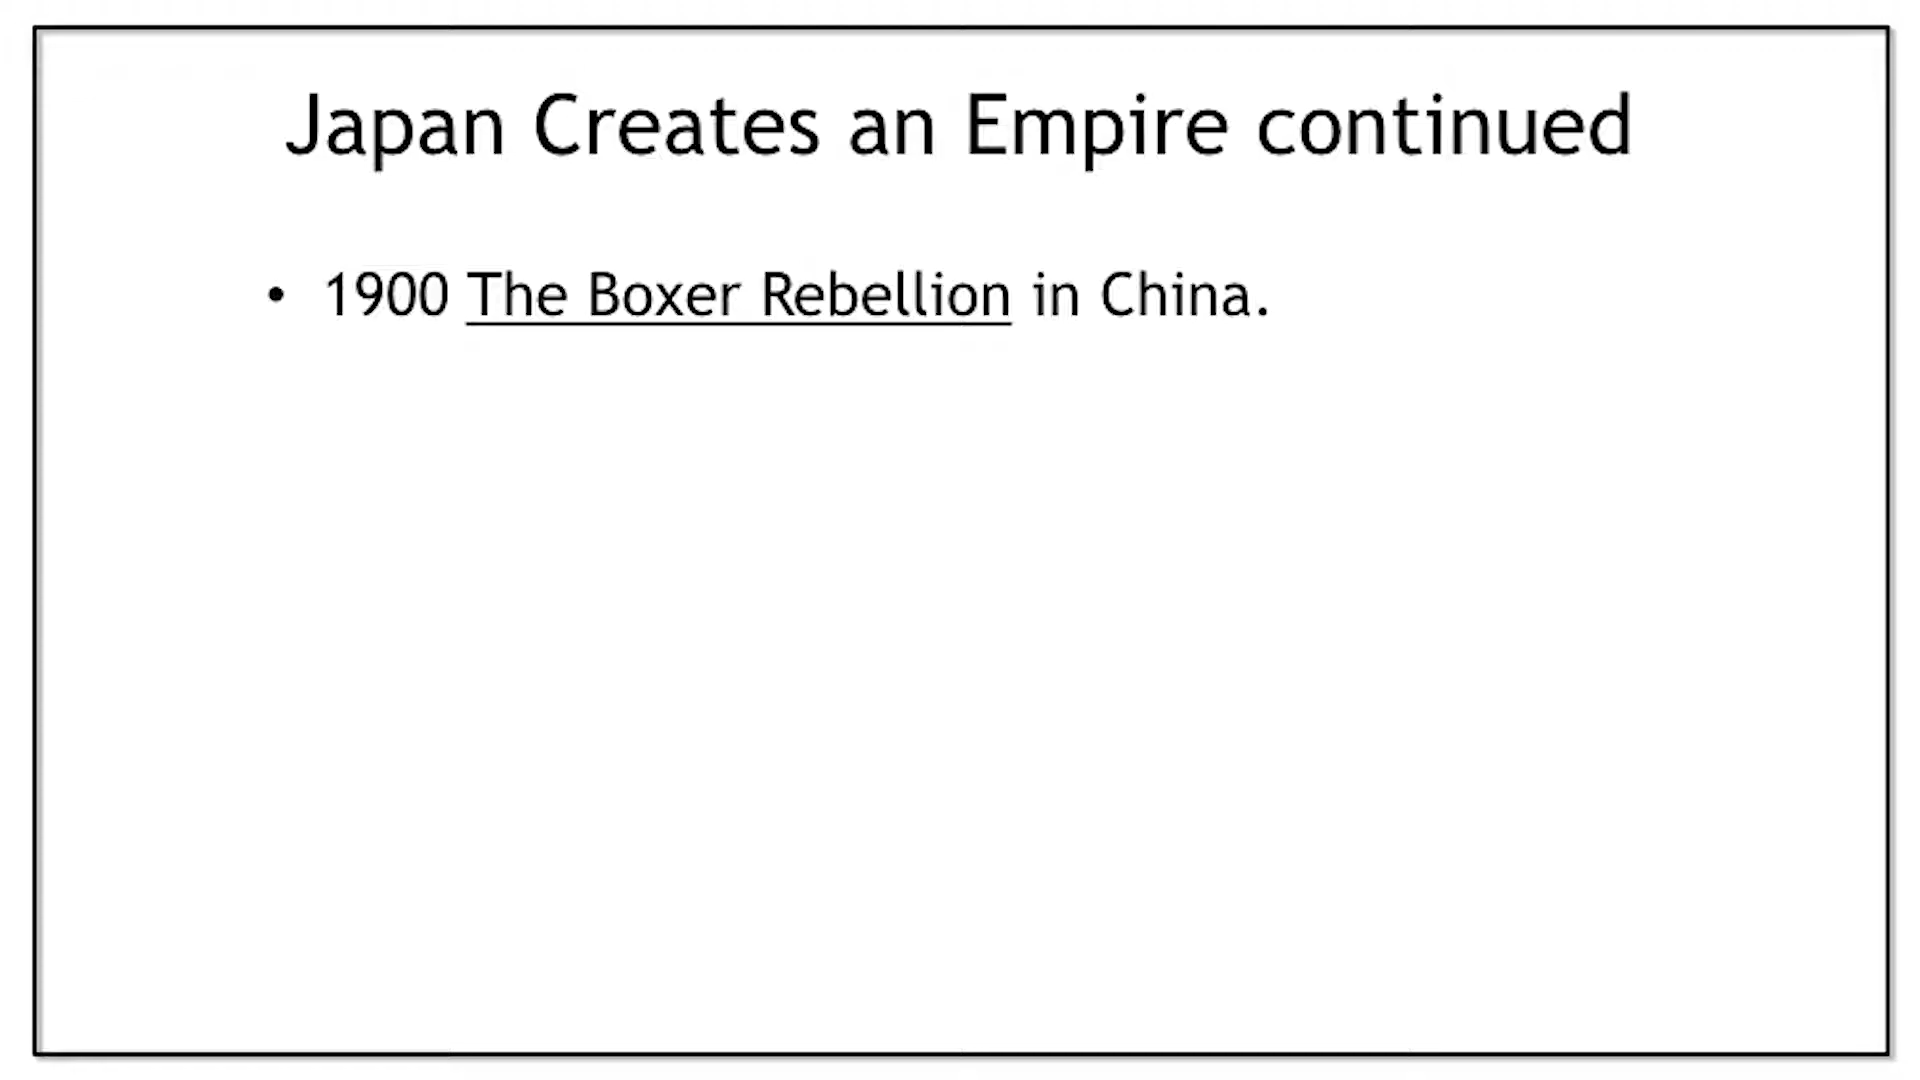 Japan Creates an Empire continued
• 1900 The Boxer Rebellion in China.